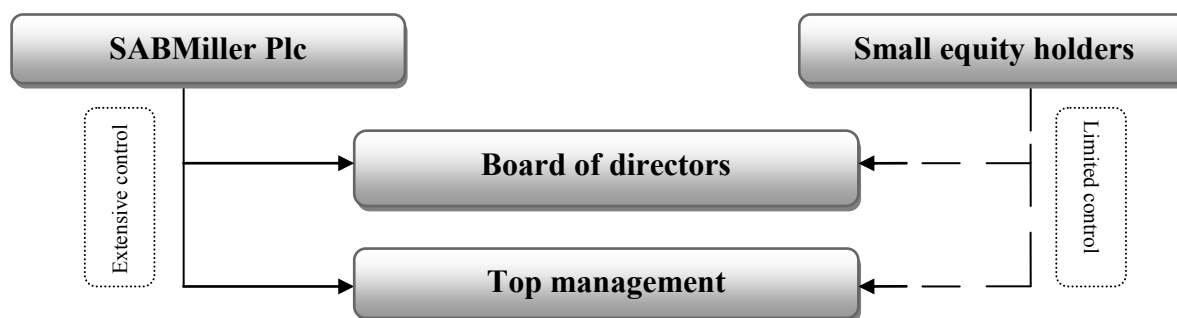 SABMiller Plc
Small equity holders
Extensive control
Limited control
Board of directors
Top management